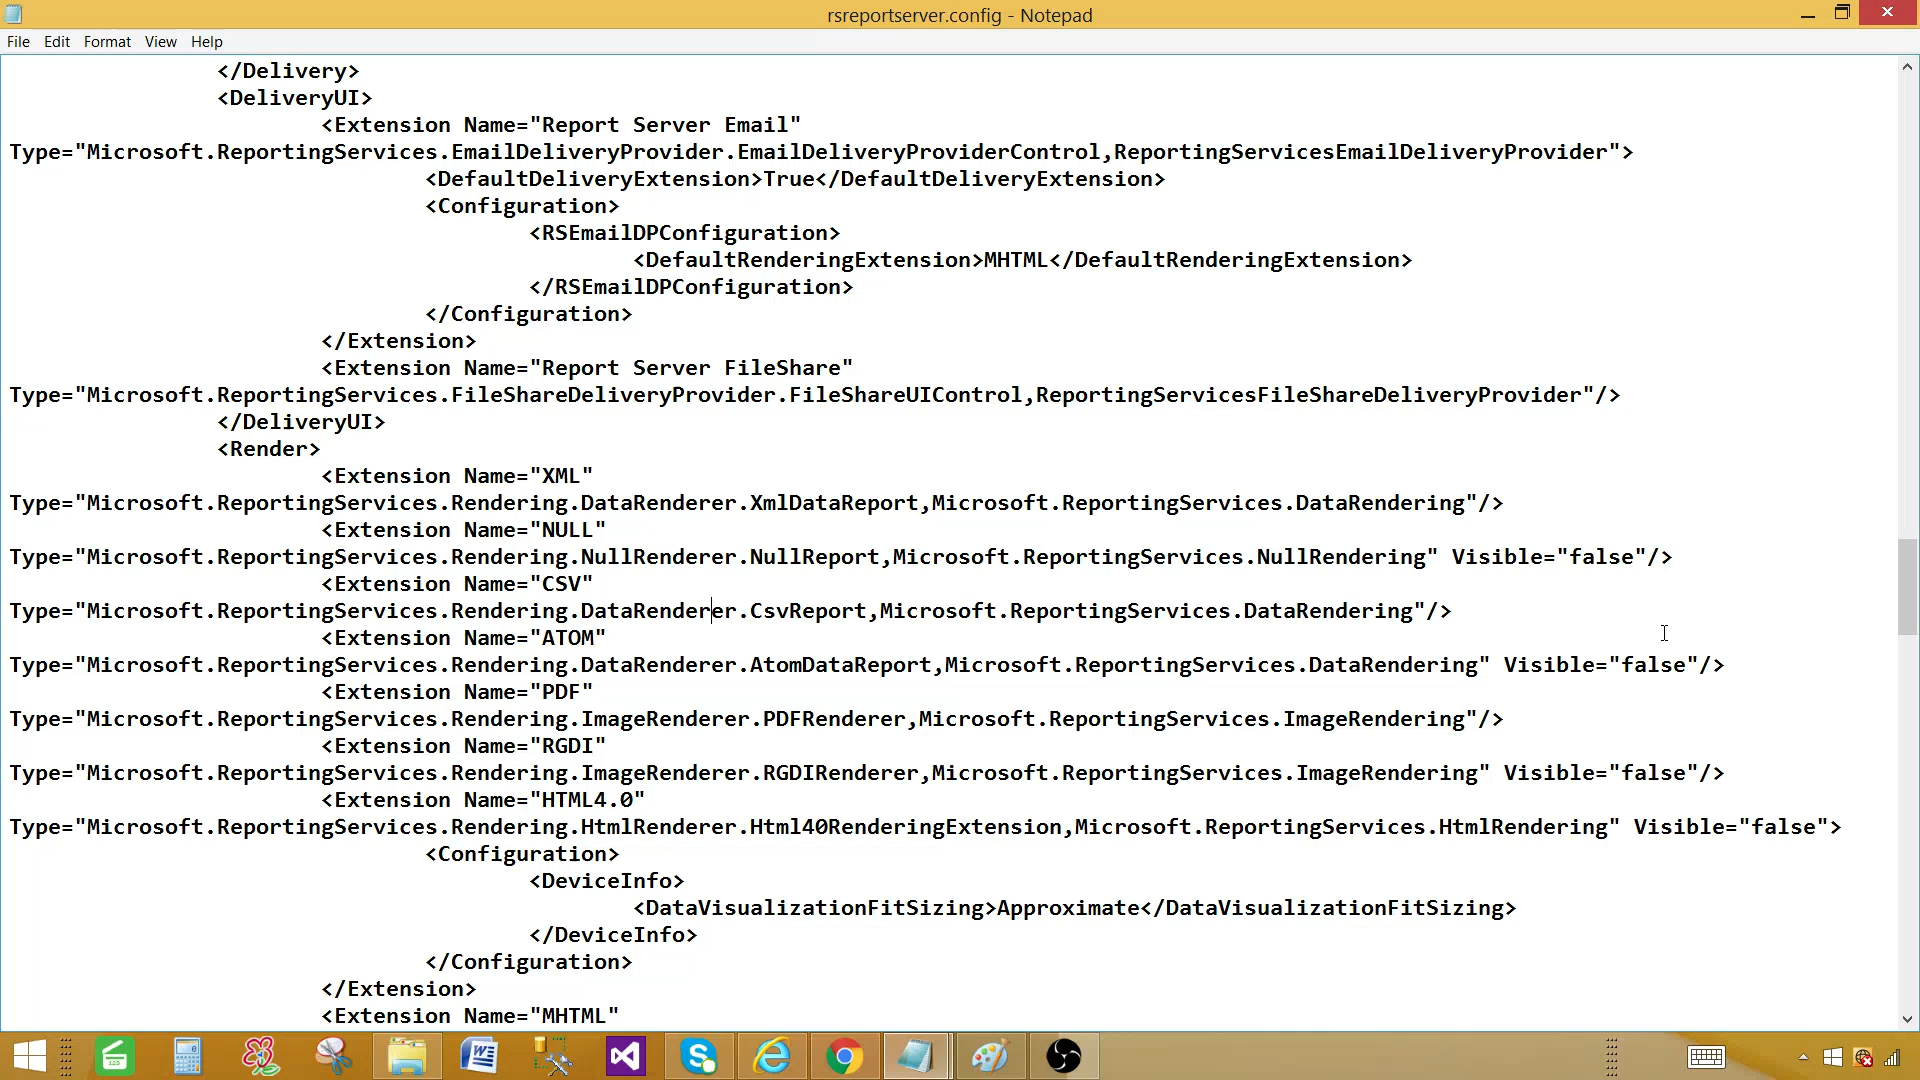 rsreportserver.config - Notepad
File Edit Format View Help
</Delivery>
<DeliveryUI>
<Extension Name="Report Server Email"
Type="Microsoft.ReportingServices.EmailDeliveryProvider.EmailDeliveryProviderControl,ReportingServicesEmailDeliveryProvider">
<DefaultDeliveryExtension>True</DefaultDeliveryExtension>
<Configuration>
<RSEmailDPConfiguration>
<DefaultRenderingExtension>MHTML</DefaultRenderingExtension>
</RSEmailDPConfiguration>
</Configuration>
</Extension>
<Extension Name="Report Server FileShare"
Type="Microsoft.ReportingServices.FileShareDeliveryProvider.FileShareUIControl,ReportingServicesFileShareDeliveryProvider"/>
</DeliveryUI>
<Render>
<Extension Name="XML"
Type="Microsoft.ReportingServices.Rendering.DataRenderer.XmlDataReport,Microsoft.ReportingServices.DataRendering"/>
<Extension Name="NULL"
Type="Microsoft.ReportingServices.Rendering.NullRenderer.NullReport,Microsoft.ReportingServices.NullRendering" Visible="false"/>
<Extension Name="CSV"
Type="Microsoft.ReportingServices.Rendering.DataRenderer.CsvReport,Microsoft.ReportingServices.DataRendering"/>
<Extension Name="ATOM"
Type="Microsoft.ReportingServices.Rendering.DataRenderer.AtomDataReport,Microsoft.ReportingServices.DataRendering" Visible="false"/>
<Extension Name="PDF"
Type="Microsoft.ReportingServices.Rendering.ImageRenderer.PDFRenderer,Microsoft.ReportingServices.ImageRendering"/>
<Extension Name="RGDI"
Type="Microsoft.ReportingServices.Rendering.ImageRenderer.RGDIRenderer,Microsoft.ReportingServices.ImageRendering" Visible="false"/>
<Extension Name="HTML4.0"
Type="Microsoft.ReportingServices.Rendering.HtmlRenderer.Html40RenderingExtension,Microsoft.ReportingServices.HtmlRendering" Visible="false">
<Configuration>
<DeviceInfo>
<DataVisualizationFitSizing>Approximate</DataVisualizationFitSizing>
</DeviceInfo>
</Configuration>
</Extension>
<Extension Name="MHTML"